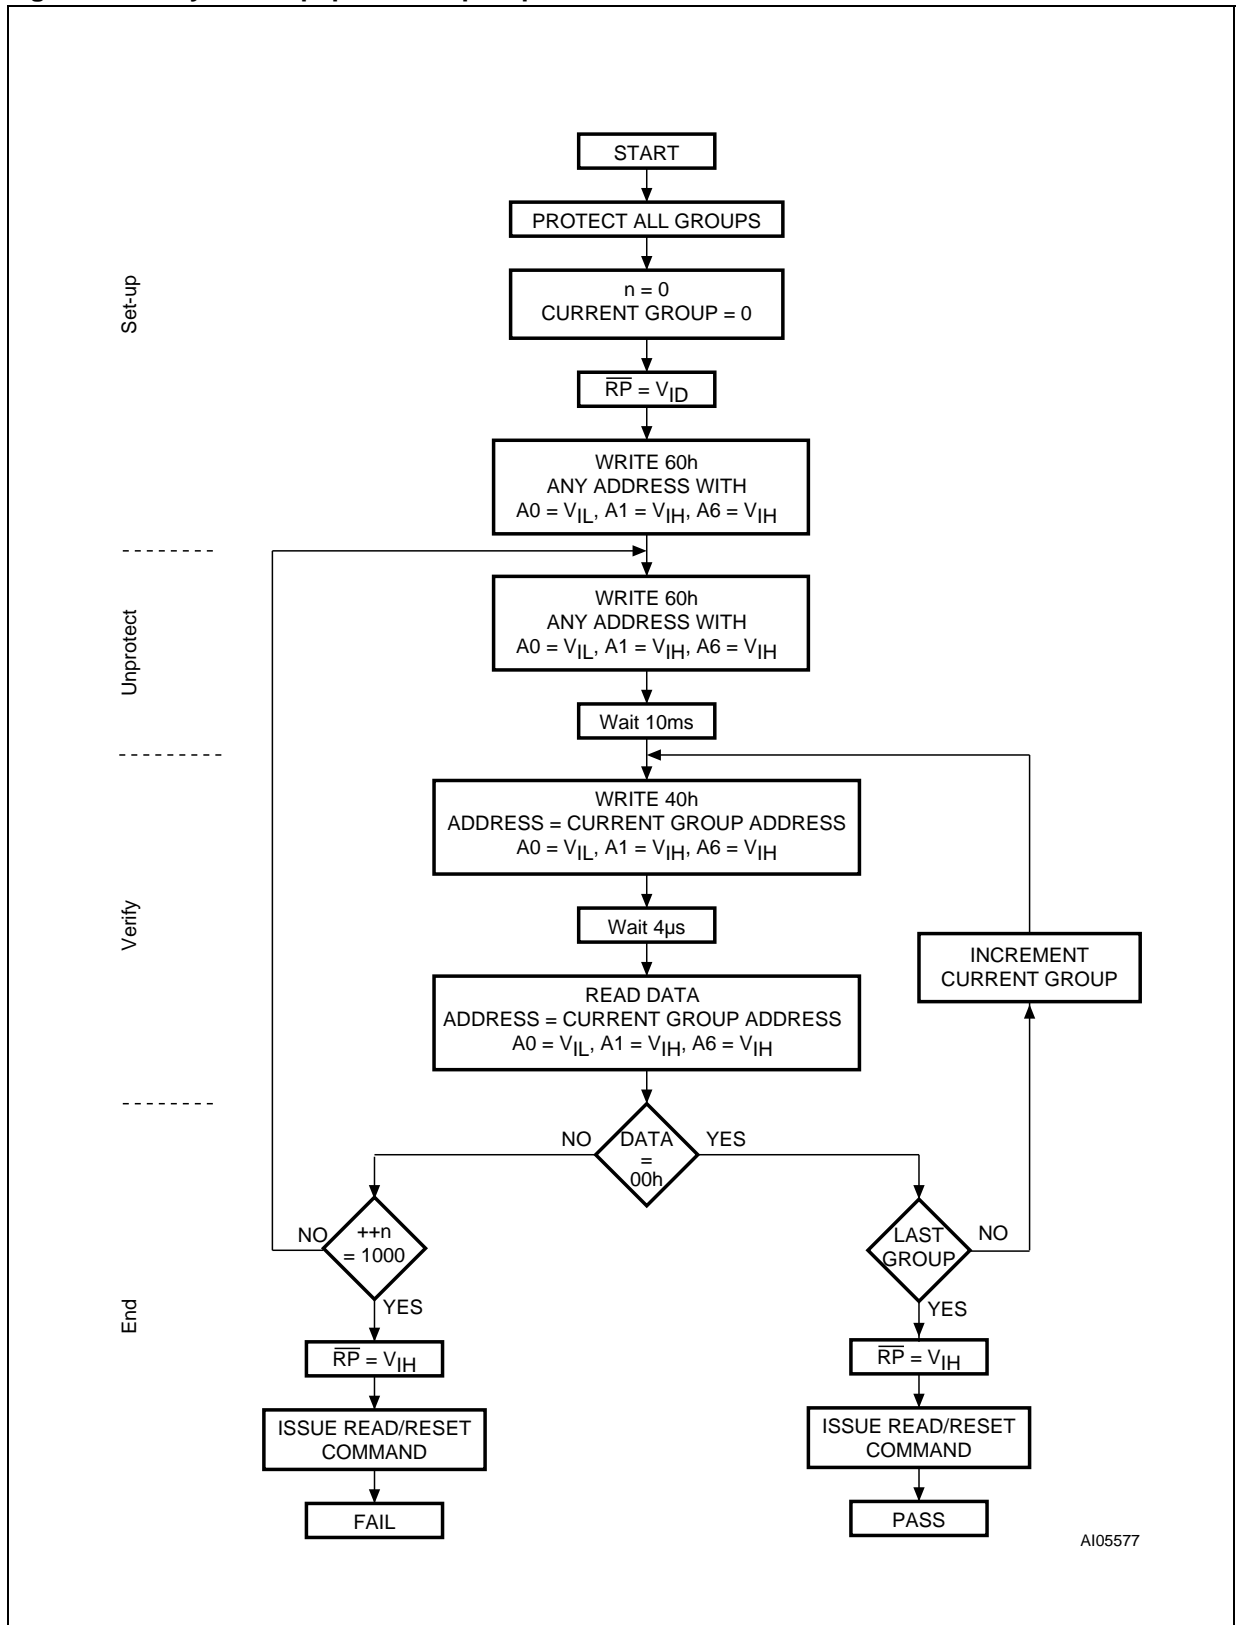 START
PROTECT ALL GROUPS
n = 0
CURRENT GROUP = 0
Set-up
RP = VID
WRITE 60h
ANY ADDRESS WITH
A0 = VIL, A1 = VIH, A6 = VIH
Unprotect
WRITE 60h
ANY ADDRESS WITH
A0 = VIL, A1 = VIH, A6 = VIH
Wait 10ms
Verify
WRITE 40h
ADDRESS = CURRENT GROUP ADDRESS
A0 = VIL, A1 = VIH, A6 = VIH
Wait 4µs
INCREMENT
CURRENT GROUP
READ DATA
ADDRESS = CURRENT GROUP ADDRESS
A0 = VIL, A1 = VIH, A6 = VIH
NO
DATA
=
00h
YES
End
NO
++n
= 1000
LAST
GROUP
NO
YES
YES
RP = VIH
RP = VIH
ISSUE READ/RESET
COMMAND
ISSUE READ/RESET
COMMAND
FAIL
PASS
AI05577